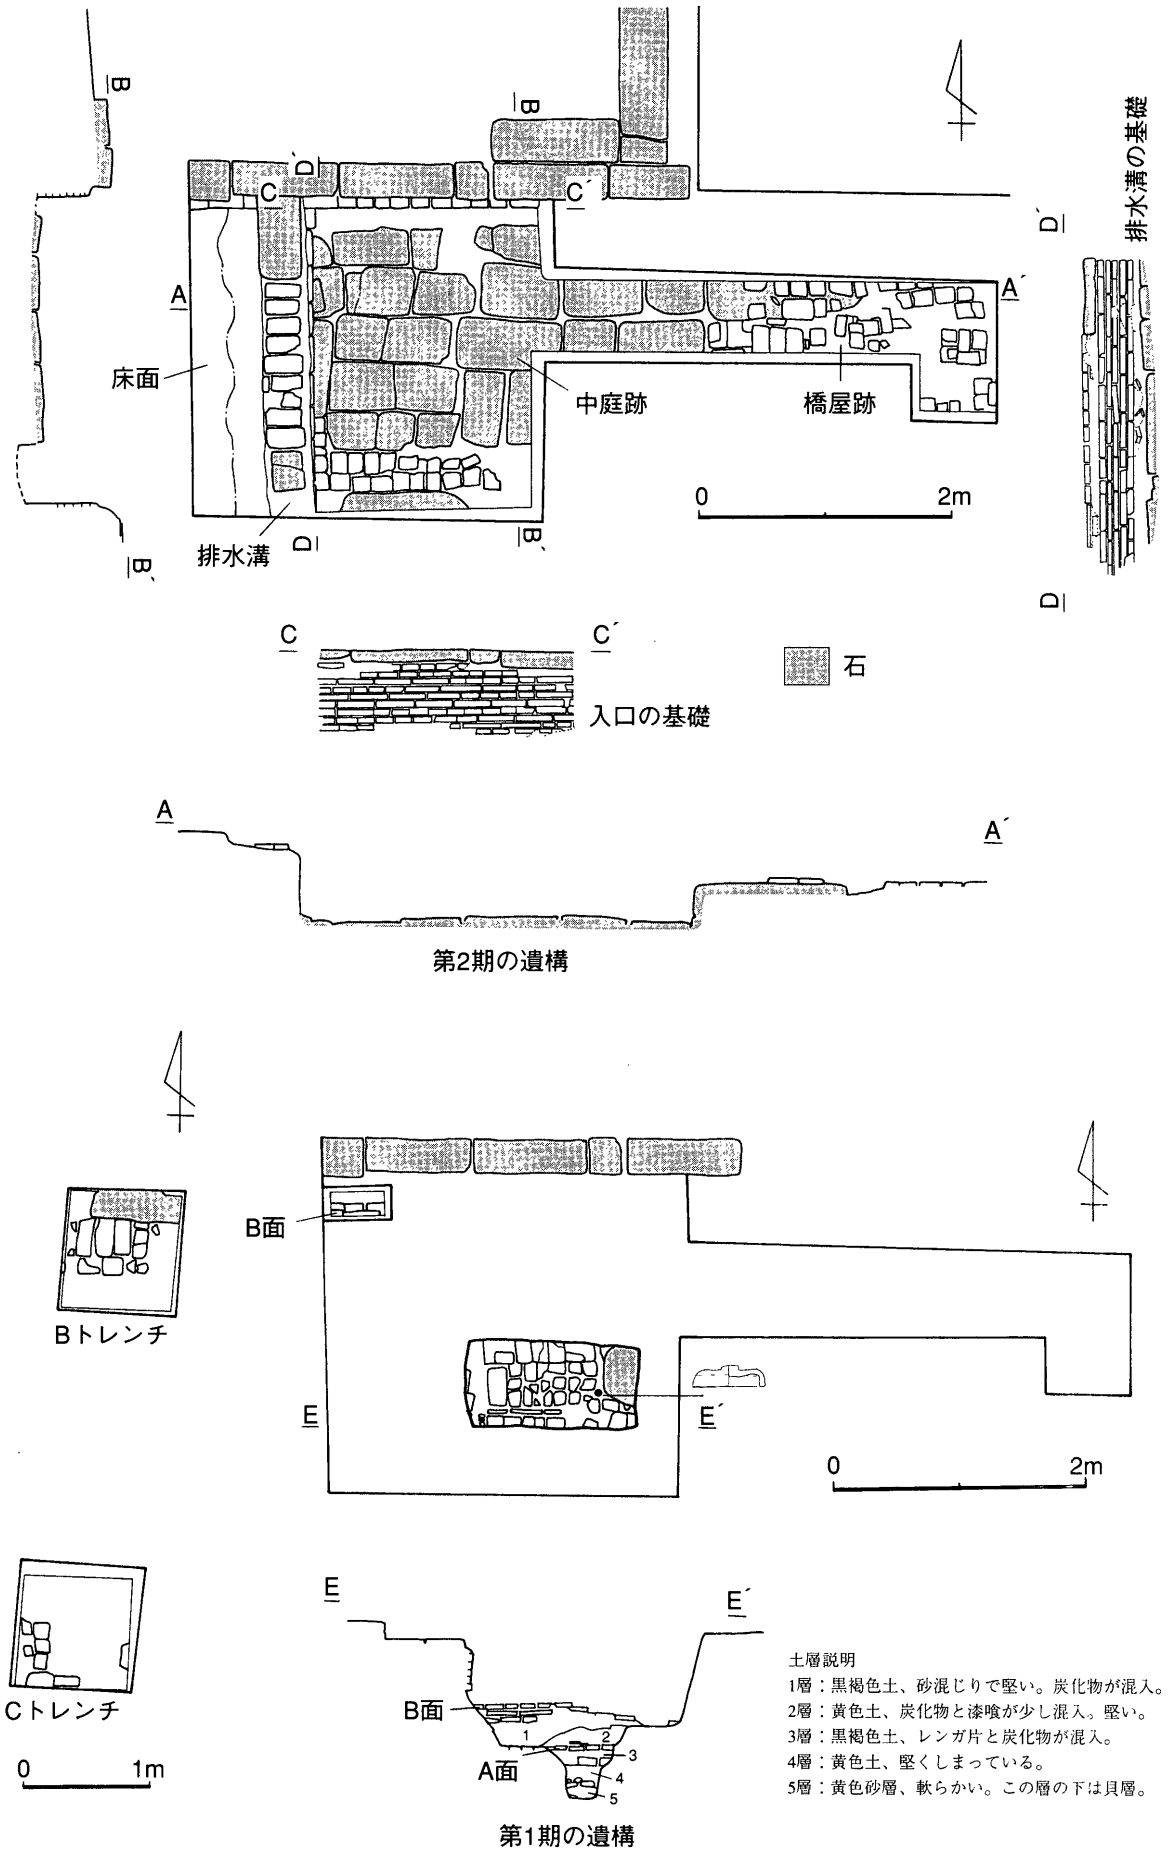 B
B´
D´
C
C´
A
A´
床面
中庭跡
橋屋跡
排水溝
D
B´
B´
0
2m
排水溝の基礎
D´
D
C
C´
入口の基礎
石
A
A´
第2期の遺構
B面
Bトレンチ
E
E´
0
2m
Cトレンチ
0
1m
E
E´
B面
1
2
3
A面
4
5
第1期の遺構
土層説明
1層：黒褐色土、砂混じりで堅い。炭化物が混入。
2層：黄色土、炭化物と漆喰が少し混入。堅い。
3層：黒褐色土、レンガ片と炭化物が混入。
4層：黄色土、堅くしまっている。
5層：黄色砂層、軟らかい。この層の下は貝層。